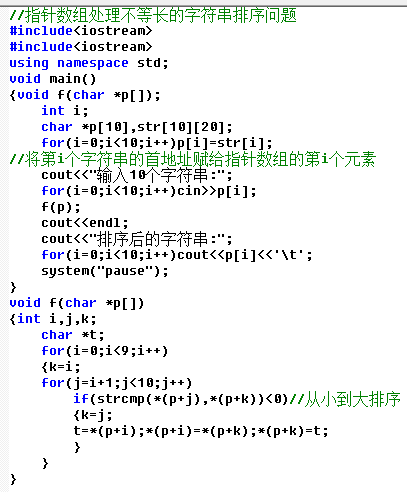 //指针数组处理不等长的字符串排序问题
#include<iostream>
#include<iostream>
using namespace std;
void main()
{void f(char *p[]);
int i;
char *p[10],str[10][20];
for(i=0;i<10;i++)p[i]=str[i];
//将第i个字符串的首地址赋给指针数组的第i个元素
cout<<"输入10个字符串:";
for(i=0;i<10;i++)cin>>p[i];
f(p);
cout<<endl;
cout<<"排序后的字符串:";
for(i=0;i<10;i++)cout<<p[i]<<'\t';
system("pause");
}
void f(char *p[])
{int i,j,k;
char *t;
for(i=0;i<9;i++)
{k=i;
for(j=i+1;j<10;j++)
if(strcmp(*(p+j),*(p+k))<0)//从小到大排序
{k=j;
t=*(p+i);*(p+i)=*(p+k);*(p+k)=t;
}
}
}